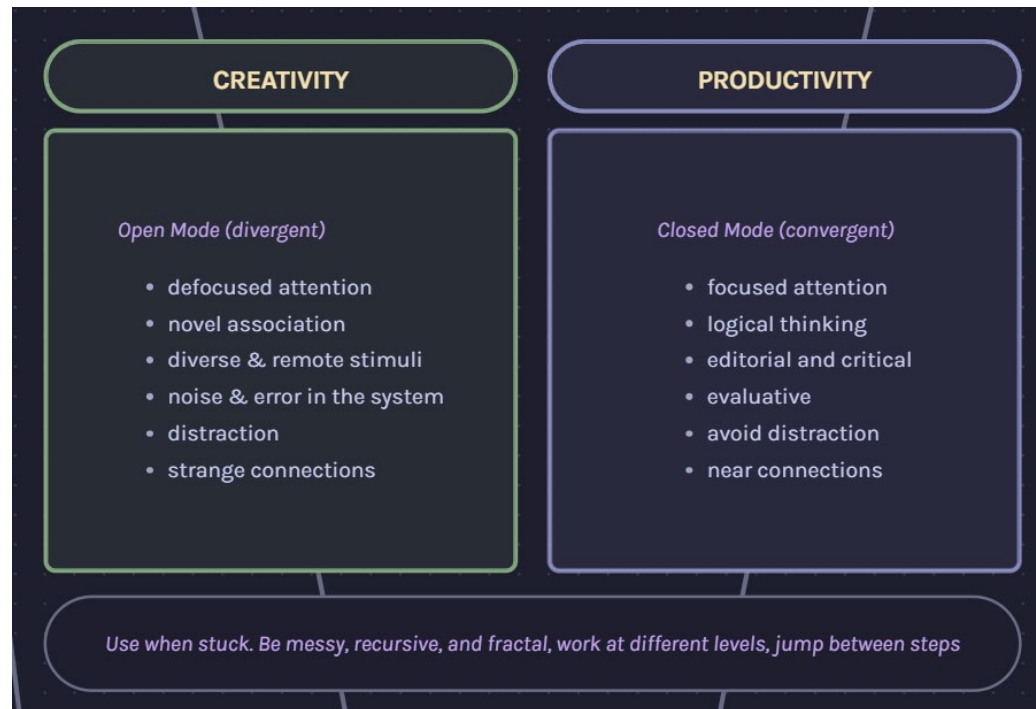 CREATIVITY
Open Mode (divergent)
• defocused attention
• novel association
• diverse & remote stimuli
• noise & error in the system
• distraction
• strange connections
PRODUCTIVITY
Closed Mode (convergent)
• focused attention
• logical thinking
• editorial and critical
• evaluative
• avoid distraction
• near connections
Use when stuck. Be messy, recursive, and fractal, work at different levels, jump between steps